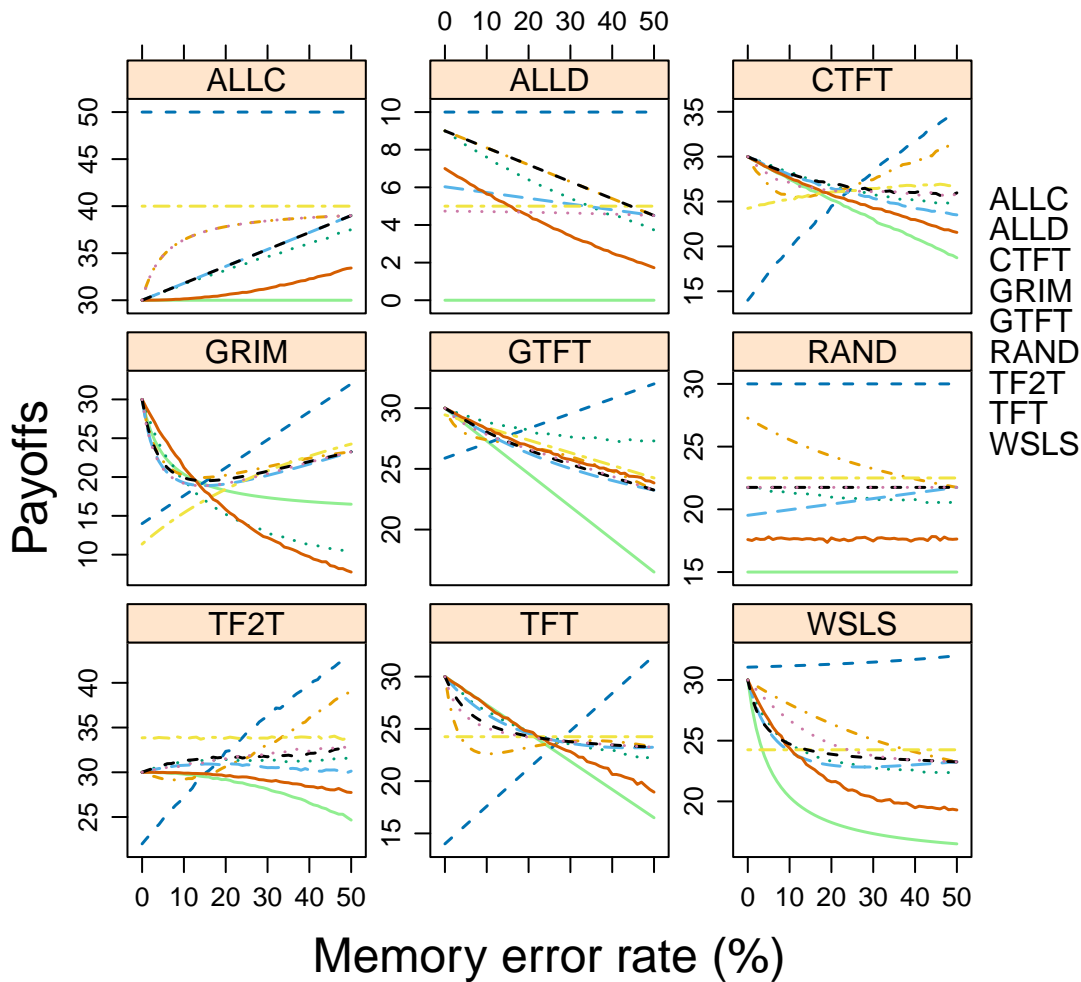 0 10 20 30 40 50
ALLC ALLD CTFT
30 35 40 45 50
0 2 4 6 8 10
15 20 25 30 35
GRIM GTFT RAND
10 15 20 25 30
20 25 30
15 20 25 30
TF2T TFT WSLS
25 30 35 40
15 20 25 30
20 25 30
0 10 20 30 40 50
0 10 20 30 40 50
Payoffs
Memory error rate (%)
ALLC
ALLD
CTFT
GRIM
GTFT
RAND
TF2T
TFT
WSLS